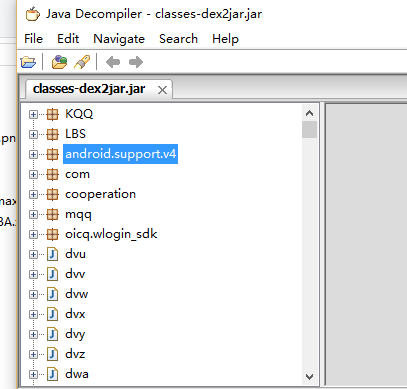 Java Decompiler - classes-dex2jar.jar
File Edit Navigate Search Help
classes-dex2jar.jar
KQQ
LBS
.pn
android.support.v4
com
cooperation
max
mqq
BA.
oicq.wlogin_sdk
dvu
dvv
dvw
dvx
dvy
dvz
dwa